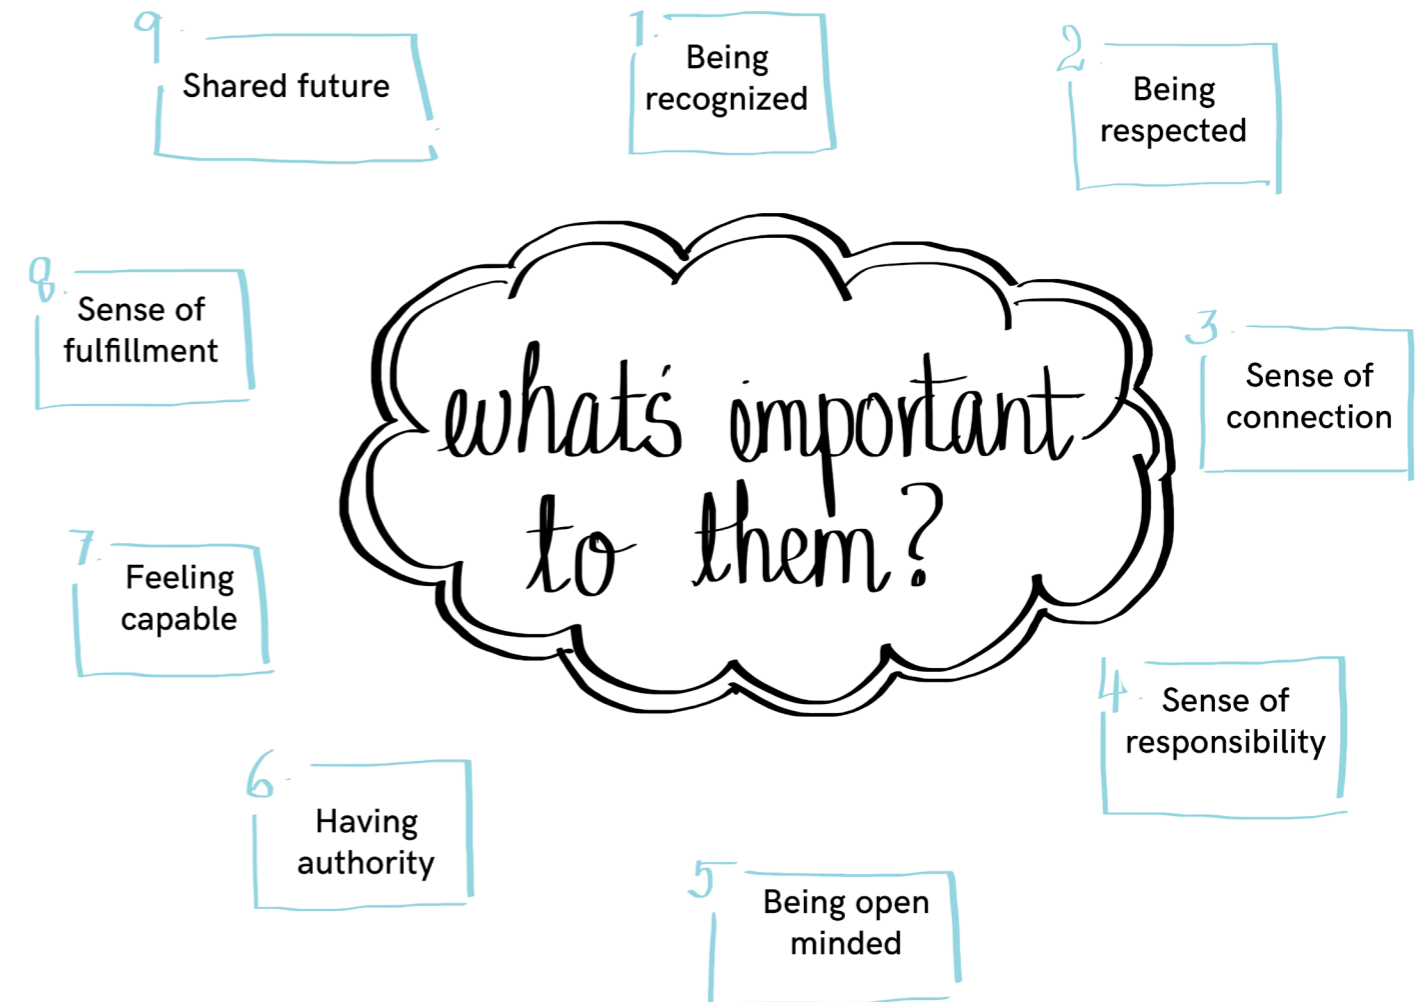 what's important
to them?
1.
Being
recognized
2.
Being
respected
3.
Sense of
connection
4.
Sense of
responsibility
5
Being open
minded
6.
Having
authority
7.
Feeling
capable
8.
Sense of
fulfillment
9.
Shared future